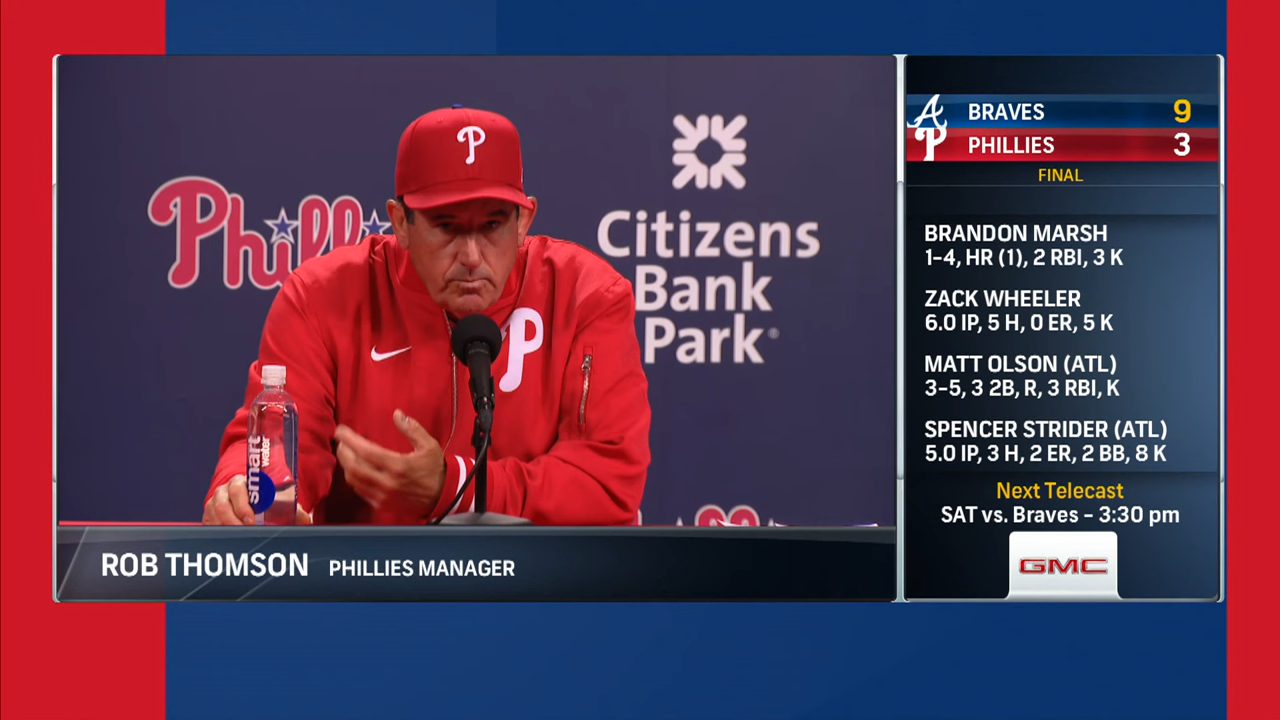 Phillies
Citizens
Bank
Park
P
P
smart
water
ROB THOMSON PHILLIES MANAGER
A BRAVES 9
P PHILLIES 3
FINAL
BRANDON MARSH
1-4, HR (1), 2 RBI, 3 K
ZACK WHEELER
6.0 IP, 5 H, 0 ER, 5 K
MATT OLSON (ATL)
3-5, 3 2B, R, 3 RBI, K
SPENCER STRIDER (ATL)
5.0 IP, 3 H, 2 ER, 2 BB, 8 K
Next Telecast
SAT vs. Braves – 3:30 pm
GMC